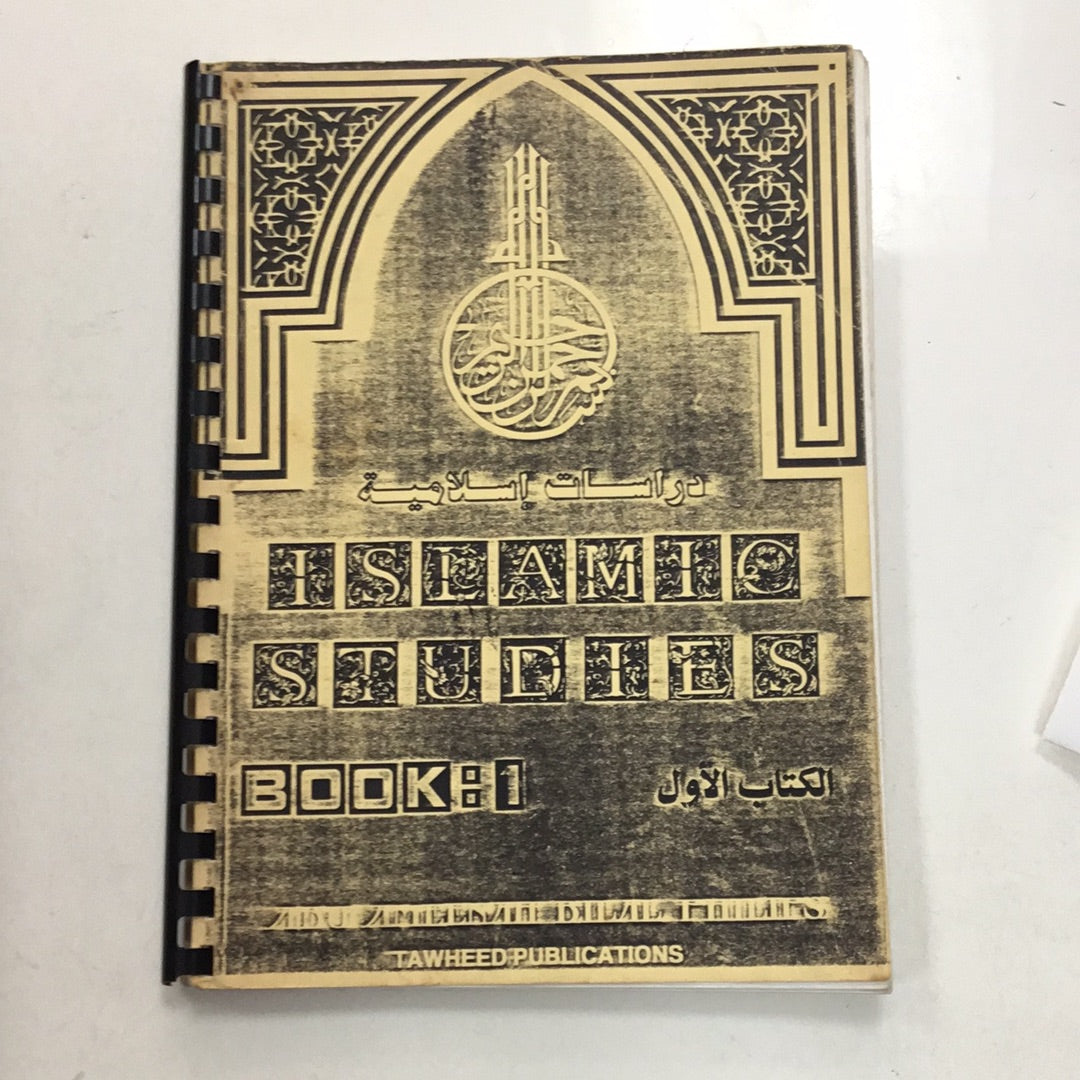 بسم الله الرحمن الرحيم
دراسات إسلامية
ISLAMIC
STUDIES
BOOK:1
الكتاب الأول
TAWHEED PUBLICATIONS